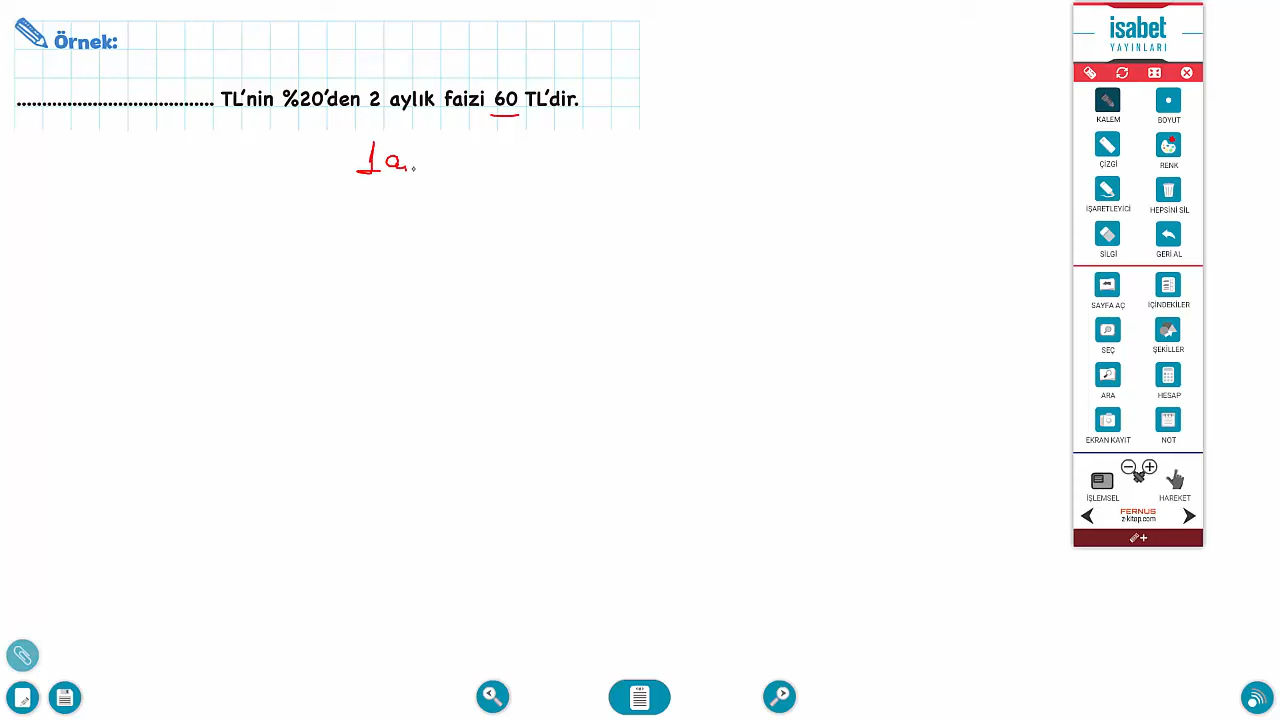 Örnek:
...................................... TL'nin %20'den 2 aylık faizi 60 TL'dir.
1 a
isabet
YAYINLARI
KALEM
BOYUT
ÇİZGİ
RENK
İŞARETLEYİCİ
HEPSİNİ SİL
SİLGİ
GERİ AL
SAYFA AÇ
İÇİNDEKİLER
SEÇ
ŞEKİLLER
ARA
HESAP
EKRAN KAYIT
NOT
İŞLEMSEL
HAREKET
FERNUS
z-kitap.com